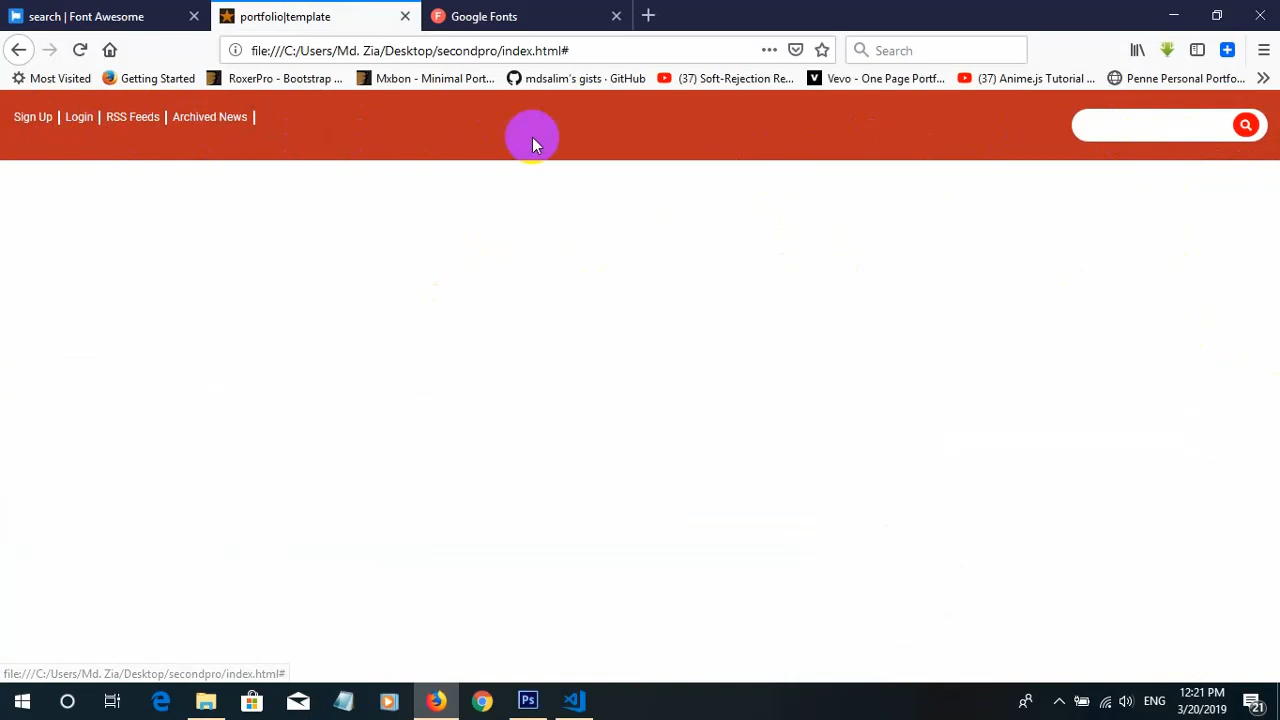 search | Font Awesome
portfolio|template
Google Fonts
file:///C:/Users/Md. Zia/Desktop/secondpro/index.html#
Search
Most Visited
Getting Started
RoxerPro - Bootstrap ...
Mxbon - Minimal Port...
mdsalim's gists · GitHub
(37) Soft-Rejection Re...
Vevo - One Page Portf...
(37) Anime.js Tutorial ...
Penne Personal Portfo...
Sign Up
Login
RSS Feeds
Archived News
file:///C:/Users/Md. Zia/Desktop/secondpro/index.html#
Ps
ENG
12:21 PM
3/20/2019
21